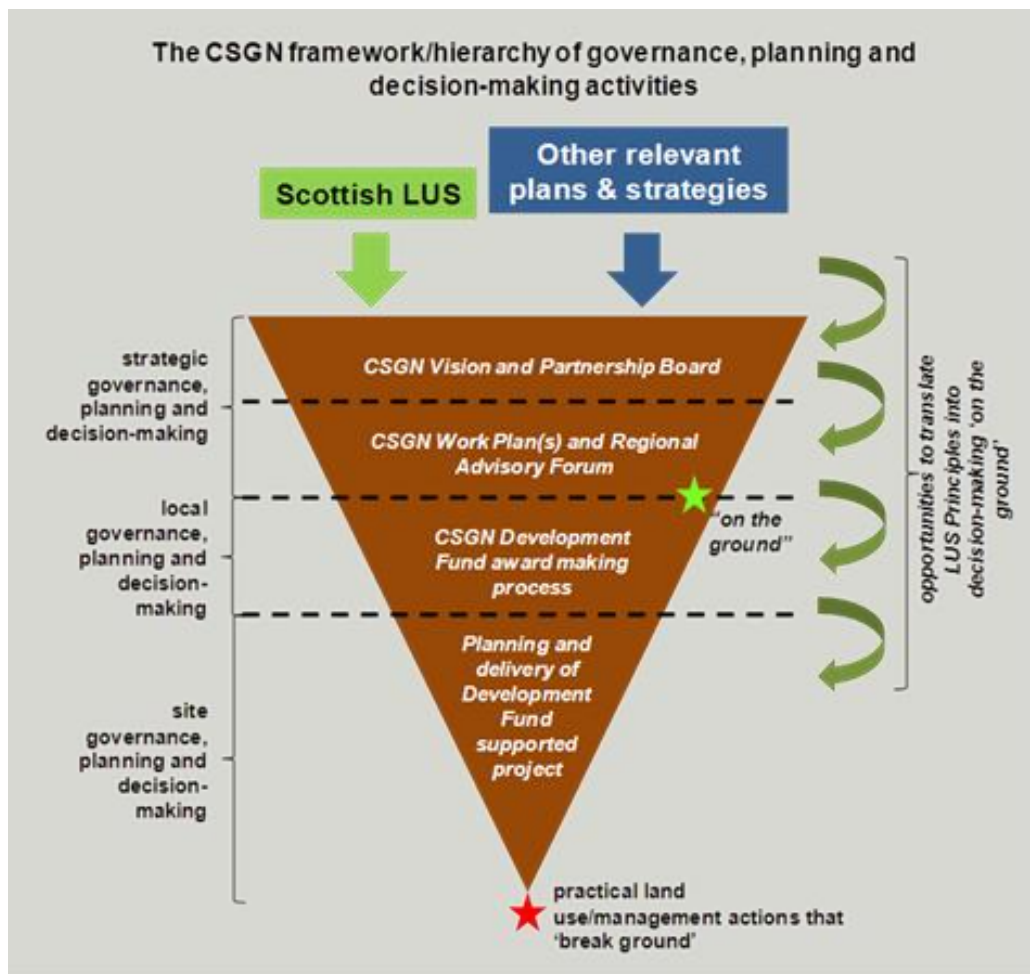 The CSGN framework/hierarchy of governance, planning and
decision-making activities
Scottish LUS
Other relevant
plans & strategies
strategic
governance,
planning and
decision-making
local
governance,
planning and
decision-
making
site
governance,
planning and
decision-
making
CSGN Vision and Partnership Board
CSGN Work Plan(s) and Regional
Advisory Forum
"on the
ground"
CSGN Development
Fund award making
process
Planning and
delivery of
Development
Fund
supported
project
practical land
use/management actions that
'break ground'
opportunities to translate
LUS Principles into
decision-making 'on the
ground"